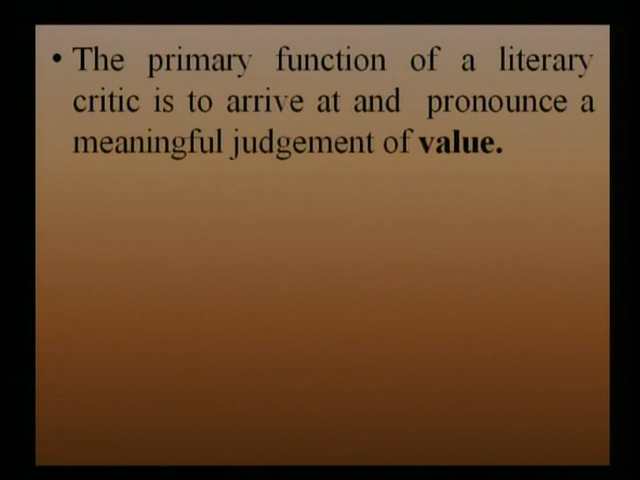 • The primary function of a literary
critic is to arrive at and pronounce a
meaningful judgement of value.